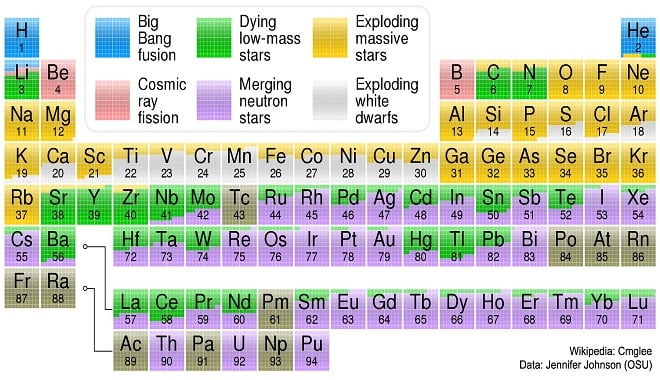 H
1
Big
Bang
fusion
Dying
low-mass
stars
Exploding
massive
stars
He
2
Li
3
Be
4
Cosmic
ray
fission
Merging
neutron
stars
Exploding
white
dwarfs
B C N O F Ne
5 6 7 8 9 10
Na Mg
11 12
Al Si P S Cl Ar
13 14 15 16 17 18
K Ca Sc Ti V Cr Mn Fe Co Ni Cu Zn Ga Ge As Se Br Kr
19 20 21 22 23 24 25 26 27 28 29 30 31 32 33 34 35 36
Rb Sr Y Zr Nb Mo Tc Ru Rh Pd Ag Cd In Sn Sb Te I Xe
37 38 39 40 41 42 43 44 45 46 47 48 49 50 51 52 53 54
Cs Ba Hf Ta W Re Os Ir Pt Au Hg Tl Pb Bi Po At Rn
55 56 72 73 74 75 76 77 78 79 80 81 82 83 84 85 86
Fr Ra
87 88
La Ce Pr Nd Pm Sm Eu Gd Tb Dy Ho Er Tm Yb Lu
57 58 59 60 61 62 63 64 65 66 67 68 69 70 71
Ac Th Pa U Np Pu
89 90 91 92 93 94
Wikipedia: Cmglee
Data: Jennifer Johnson (OSU)